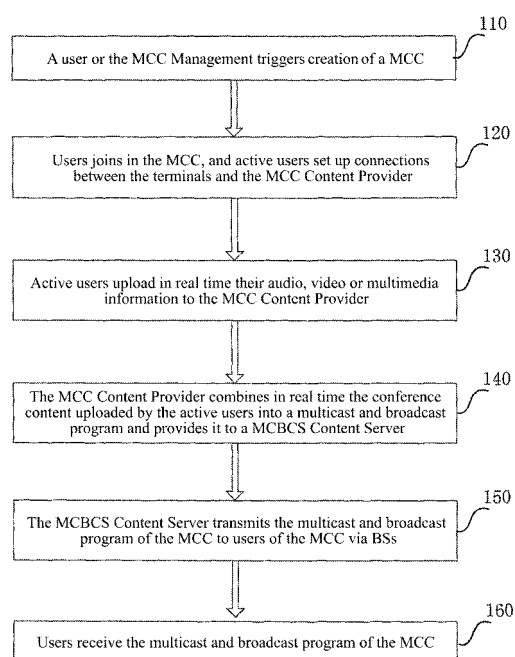 110
A user or the MCC Management triggers creation of a MCC
120
Users joins in the MCC, and active users set up connections
between the terminals and the MCC Content Provider
130
Active users upload in real time their audio, video or multimedia
information to the MCC Content Provider
140
The MCC Content Provider combines in real time the conference
content uploaded by the active users into a multicast and broadcast
program and provides it to a MCBCS Content Server
150
The MCBCS Content Server transmits the multicast and broadcast
program of the MCC to users of the MCC via BSs
160
Users receive the multicast and broadcast program of the MCC